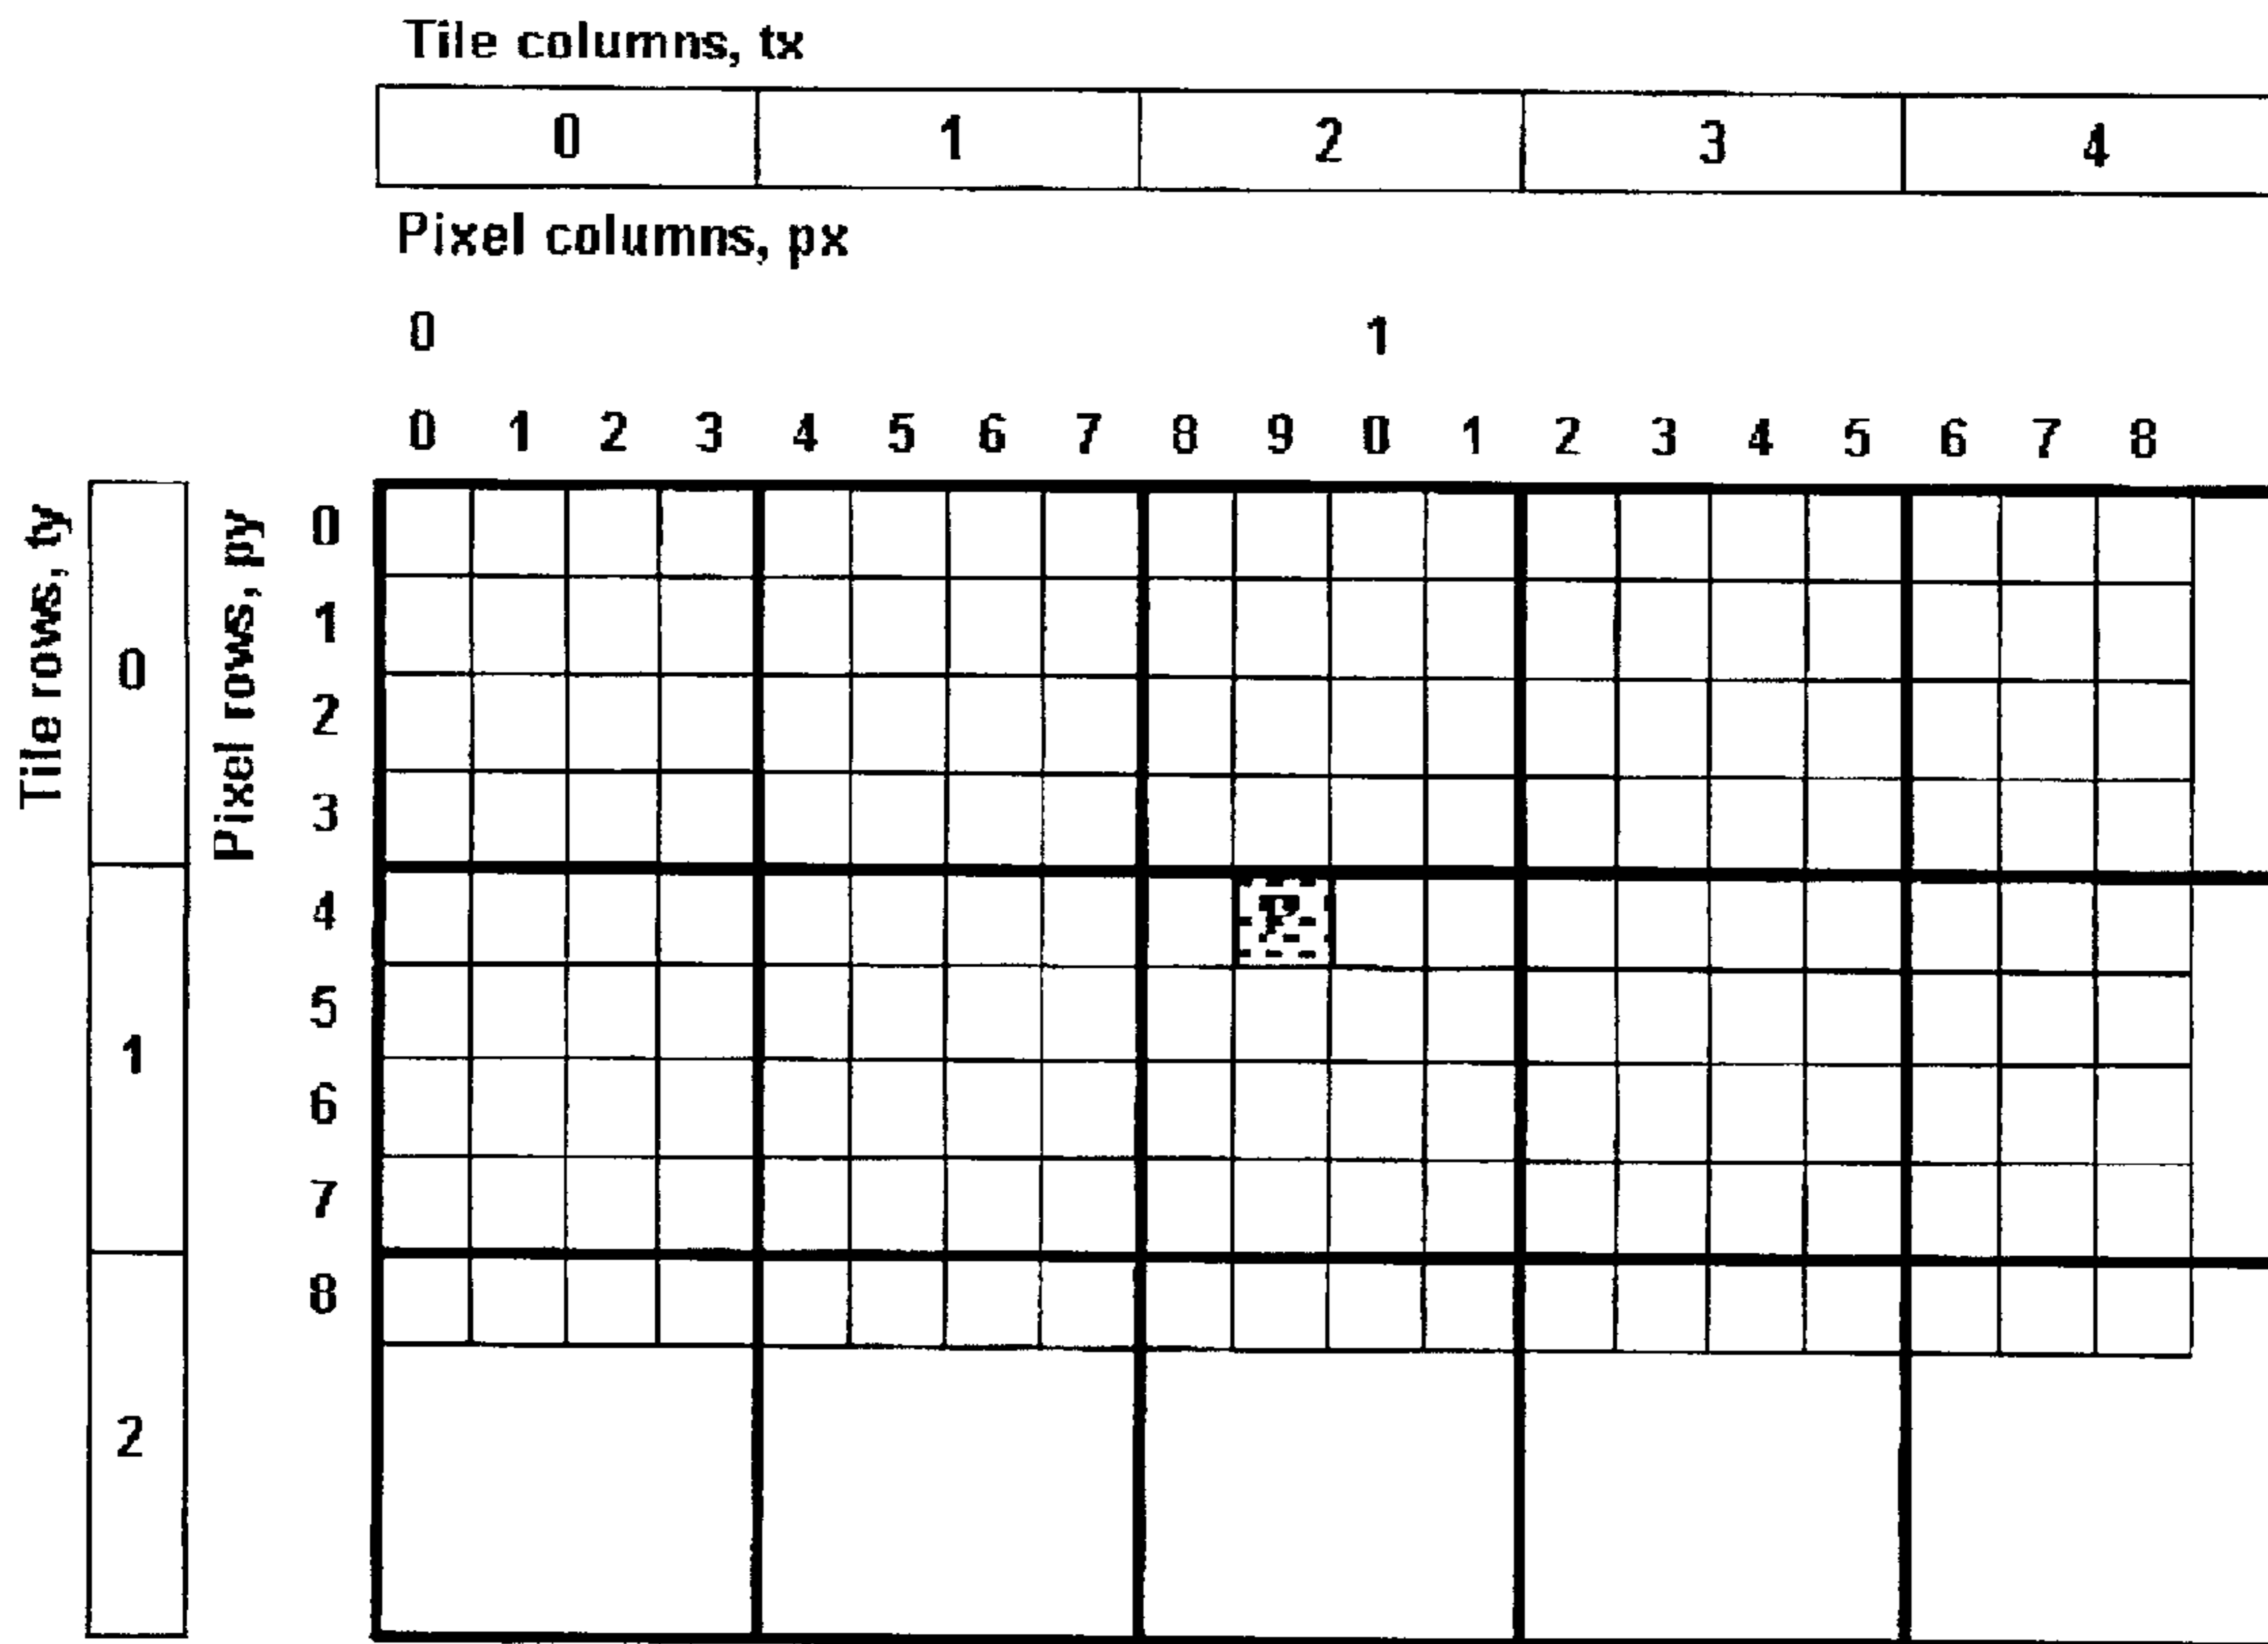 Tile columns, tx
0 1 2 3 4
Pixel columns, px
0 1
0 1 2 3 4 5 6 7 8 9 0 1 2 3 4 5 6 7 8
Tile rows, ty
0
1
2
Pixel rows, py
0
1
2
3
4
5
6
7
8
P